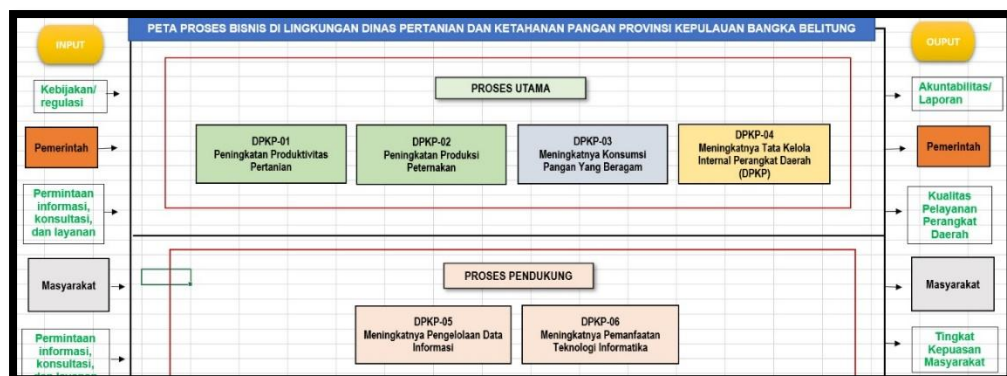 PETA PROSES BISNIS DI LINGKUNGAN DINAS PERTANIAN DAN KETAHANAN PANGAN PROVINSI KEPULAUAN BANGKA BELITUNG
INPUT
Kebijakan/
regulasi
Pemerintah
Permintaan
informasi,
konsultasi,
dan layanan
Masyarakat
Permintaan
informasi,
konsultasi,
dan layanan
PROSES UTAMA
DPKP-01
Peningkatan Produktivitas
Pertanian
DPKP-02
Peningkatan Produksi
Peternakan
DPKP-03
Meningkatnya Konsumsi
Pangan Yang Beragam
DPKP-04
Meningkatnya Tata Kelola
Internal Perangkat Daerah
(DPKP)
PROSES PENDUKUNG
DPKP-05
Meningkatnya Pengelolaan Data
Informasi
DPKP-06
Meningkatnya Pemanfaatan
Teknologi Informatika
OUPUT
Akuntabilitas/
Laporan
Pemerintah
Kualitas
Pelayanan
Perangkat
Daerah
Masyarakat
Tingkat
Kepuasan
Masyarakat